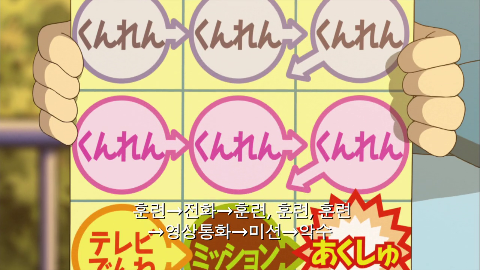 くんれん くんれん くんれん
くんれん くんれん くんれん
テレビ ミッション あくしゅ
でんわ
훈련→진화→훈련, 훈련, 훈련
→영상통화→미션→악수